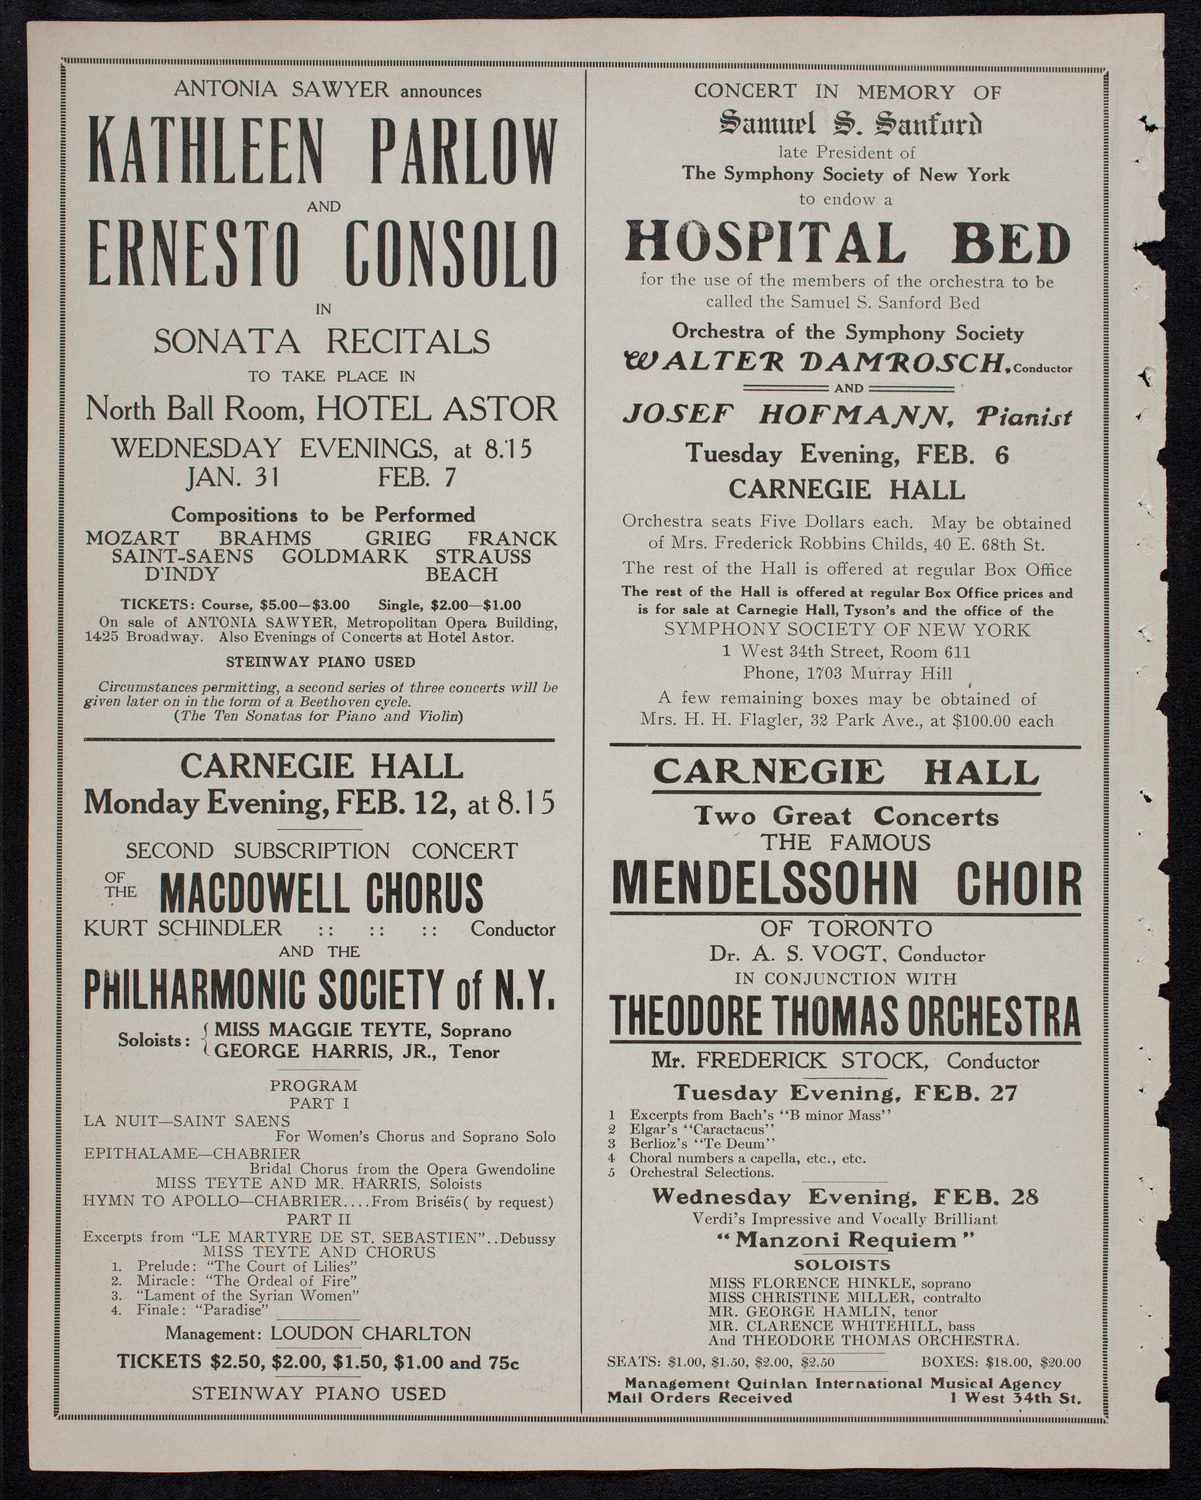 ANTONIA SAWYER announces
KATHLEEN PARLOW
AND
ERNESTO CONSOLO
IN
SONATA RECITALS
TO TAKE PLACE IN
North Ball Room, HOTEL ASTOR
WEDNESDAY EVENINGS, at 8.15
JAN. 31 FEB. 7
Compositions to be Performed
MOZART BRAHMS GRIEG FRANCK
SAINT-SAENS GOLDMARK STRAUSS
D'INDY BEACH
TICKETS: Course, $5.00—$3.00 Single, $2.00—$1.00
On sale of ANTONIA SAWYER, Metropolitan Opera Building,
1425 Broadway. Also Evenings of Concerts at Hotel Astor.
STEINWAY PIANO USED
Circumstances permitting, a second series of three concerts will be
given later on in the form of a Beethoven cycle.
(The Ten Sonatas for Piano and Violin)
CARNEGIE HALL
Monday Evening, FEB. 12, at 8.15
SECOND SUBSCRIPTION CONCERT
OF THE MACDOWELL CHORUS
KURT SCHINDLER :: :: :: Conductor
AND THE
PHILHARMONIC SOCIETY of N.Y.
Soloists: { MISS MAGGIE TEYTE, Soprano
GEORGE HARRIS, JR., Tenor
PROGRAM
PART I
LA NUIT—SAINT SAENS
For Women's Chorus and Soprano Solo
EPITHALAME—CHABRIER
Bridal Chorus from the Opera Gwendoline
MISS TEYTE AND MR. HARRIS, Soloists
HYMN TO APOLLO—CHABRIER....From Briséïs( by request)
PART II
Excerpts from "LE MARTYRE DE ST. SEBASTIEN"..Debussy
MISS TEYTE AND CHORUS
1. Prelude: "The Court of Lilies"
2. Miracle: "The Ordeal of Fire"
3. "Lament of the Syrian Women"
4. Finale: "Paradise"
Management: LOUDON CHARLTON
TICKETS $2.50, $2.00, $1.50, $1.00 and 75c
STEINWAY PIANO USED
CONCERT IN MEMORY OF
Samuel S. Sanford
late President of
The Symphony Society of New York
to endow a
HOSPITAL BED
for the use of the members of the orchestra to be
called the Samuel S. Sanford Bed
Orchestra of the Symphony Society
WALTER DAMROSCH, Conductor
AND
JOSEF HOFMANN, Pianist
Tuesday Evening, FEB. 6
CARNEGIE HALL
Orchestra seats Five Dollars each. May be obtained
of Mrs. Frederick Robbins Childs, 40 E. 68th St.
The rest of the Hall is offered at regular Box Office
The rest of the Hall is offered at regular Box Office prices and
is for sale at Carnegie Hall, Tyson's and the office of the
SYMPHONY SOCIETY OF NEW YORK
1 West 34th Street, Room 611
Phone, 1703 Murray Hill
A few remaining boxes may be obtained of
Mrs. H. H. Flagler, 32 Park Ave., at $100.00 each
CARNEGIE HALL
Two Great Concerts
THE FAMOUS
MENDELSSOHN CHOIR
OF TORONTO
Dr. A. S. VOGT, Conductor
IN CONJUNCTION WITH
THEODORE THOMAS ORCHESTRA
Mr. FREDERICK STOCK, Conductor
Tuesday Evening, FEB. 27
1 Excerpts from Bach's "B minor Mass"
2 Elgar's "Caractacus"
3 Berlioz's "Te Deum"
4 Choral numbers a capella, etc., etc.
5 Orchestral Selections.
Wednesday Evening, FEB. 28
Verdi's Impressive and Vocally Brilliant
"Manzoni Requiem"
SOLOISTS
MISS FLORENCE HINKLE, soprano
MISS CHRISTINE MILLER, contralto
MR. GEORGE HAMLIN, tenor
MR. CLARENCE WHITEHILL, bass
And THEODORE THOMAS ORCHESTRA.
SEATS: $1.00, $1.50, $2.00, $2.50 BOXES: $18.00, $20.00
Management Quinlan International Musical Agency
Mail Orders Received 1 West 34th St.